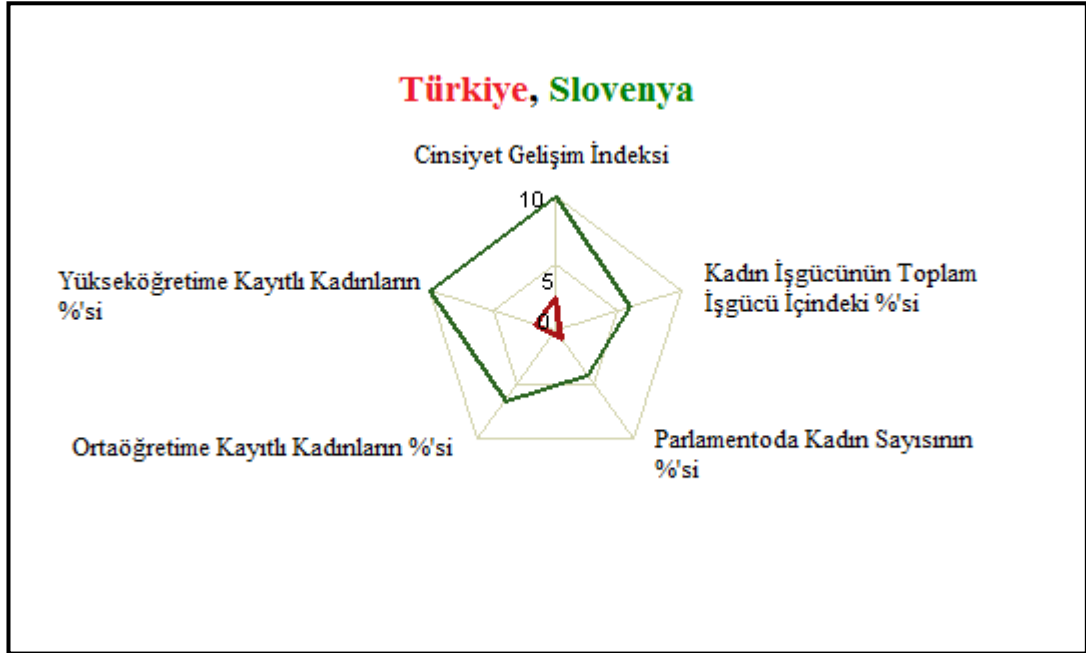 Türkiye, Slovenya
Cinsiyet Gelişim İndeksi
10
5
0
Yükseköğretime Kayıtlı Kadınların
%'si
Kadın İşgücünün Toplam
İşgücü İçindeki %'si
Ortaöğretime Kayıtlı Kadınların %'si
Parlamentoda Kadın Sayısının
%'si